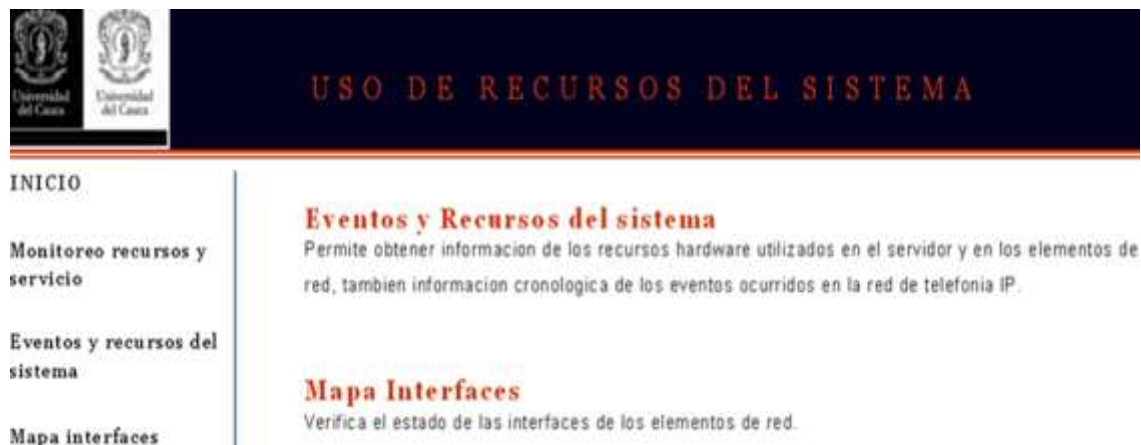 Universidad
del Cauca
Universidad
del Cauca
USO DE RECURSOS DEL SISTEMA
INICIO
Monitoreo recursos y
servicio
Eventos y recursos del
sistema
Mapa interfaces
Eventos y Recursos del sistema
Permite obtener informacion de los recursos hardware utilizados en el servidor y en los elementos de
red, tambien informacion cronologica de los eventos ocurridos en la red de telefonia IP.
Mapa Interfaces
Verifica el estado de las interfaces de los elementos de red.